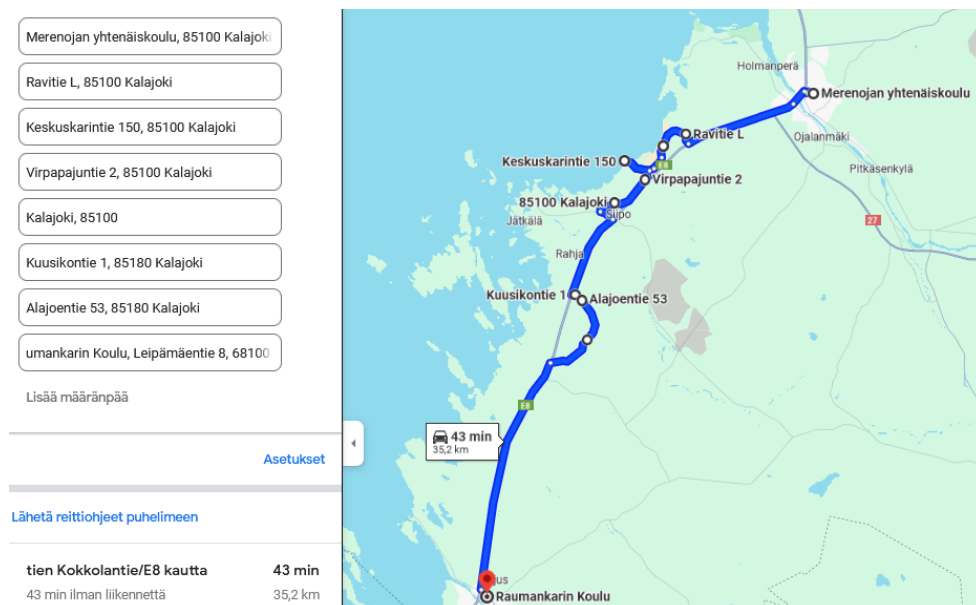 Merenojan yhtenäiskoulu, 85100 Kalajoki
Ravitie L, 85100 Kalajoki
Keskuskarintie 150, 85100 Kalajoki
Virpapajuntie 2, 85100 Kalajoki
Kalajoki, 85100
Kuusikontie 1, 85180 Kalajoki
Alajoentie 53, 85180 Kalajoki
umankarin Koulu, Leipämäentie 8, 68100
Lisää määränpää
Asetukset
Lähetä reittiohjeet puhelimeen
tien Kokkolantie/E8 kautta
43 min
43 min ilman liikennettä
35,2 km
Holmanperä
Merenojan yhtenäiskoulu
Ravitie L
Ojalanmäki
Keskuskarintie 150
E8
Pitkäsenkylä
Virpapajuntie 2
85100 Kalajoki
Jätkälä
Supo
27
Rahja
Kuusikontie 1
Alajoentie 53
E8
43 min
35,2 km
us
Raumankarin Koulu